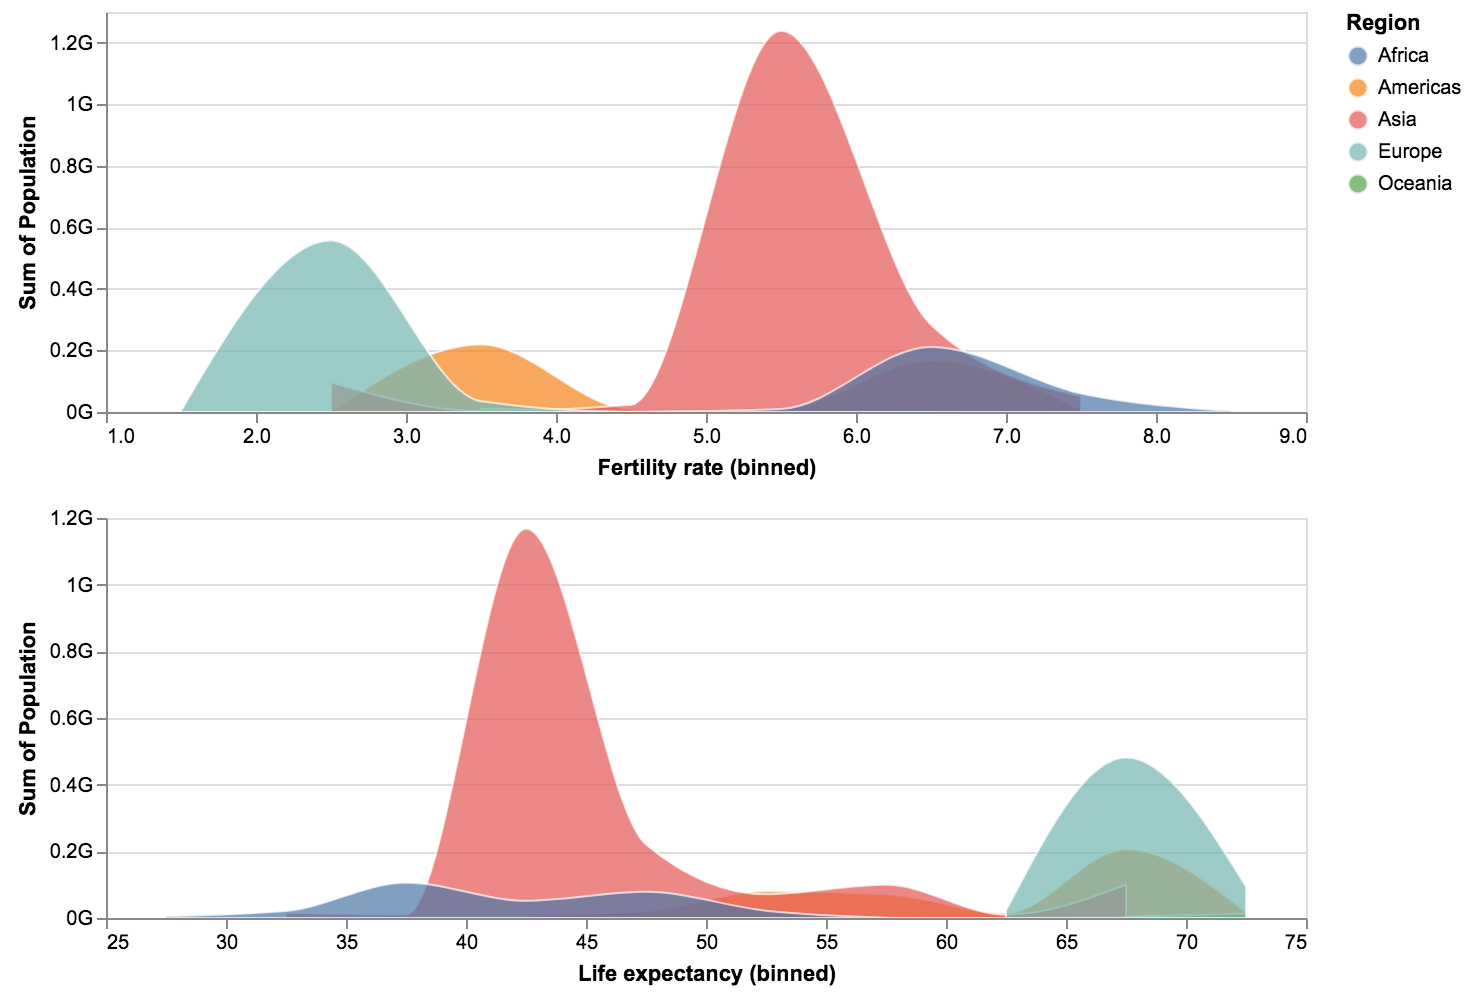 Region
Africa
Americas
Asia
Europe
Oceania
Sum of Population
1.2G
1G
0.8G
0.6G
0.4G
0.2G
0G
1.0 2.0 3.0 4.0 5.0 6.0 7.0 8.0 9.0
Fertility rate (binned)
Sum of Population
1.2G
1G
0.8G
0.6G
0.4G
0.2G
0G
25 30 35 40 45 50 55 60 65 70 75
Life expectancy (binned)